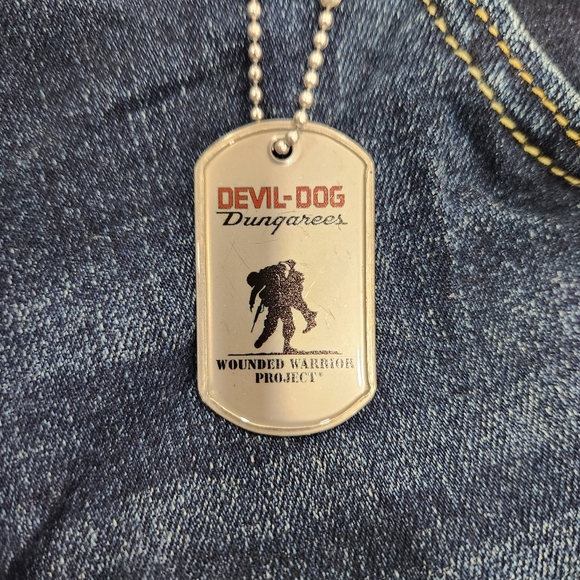 DEVIL-DOG
Dungarees
WOUNDED WARRIOR
PROJECT®